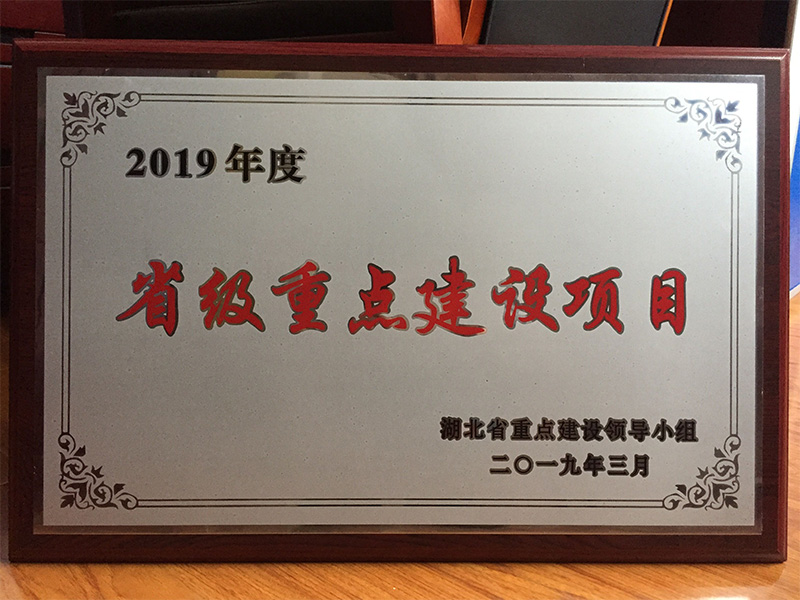 2019年度
省级重点建设项目
湖北省重点建设领导小组
二〇一九年三月